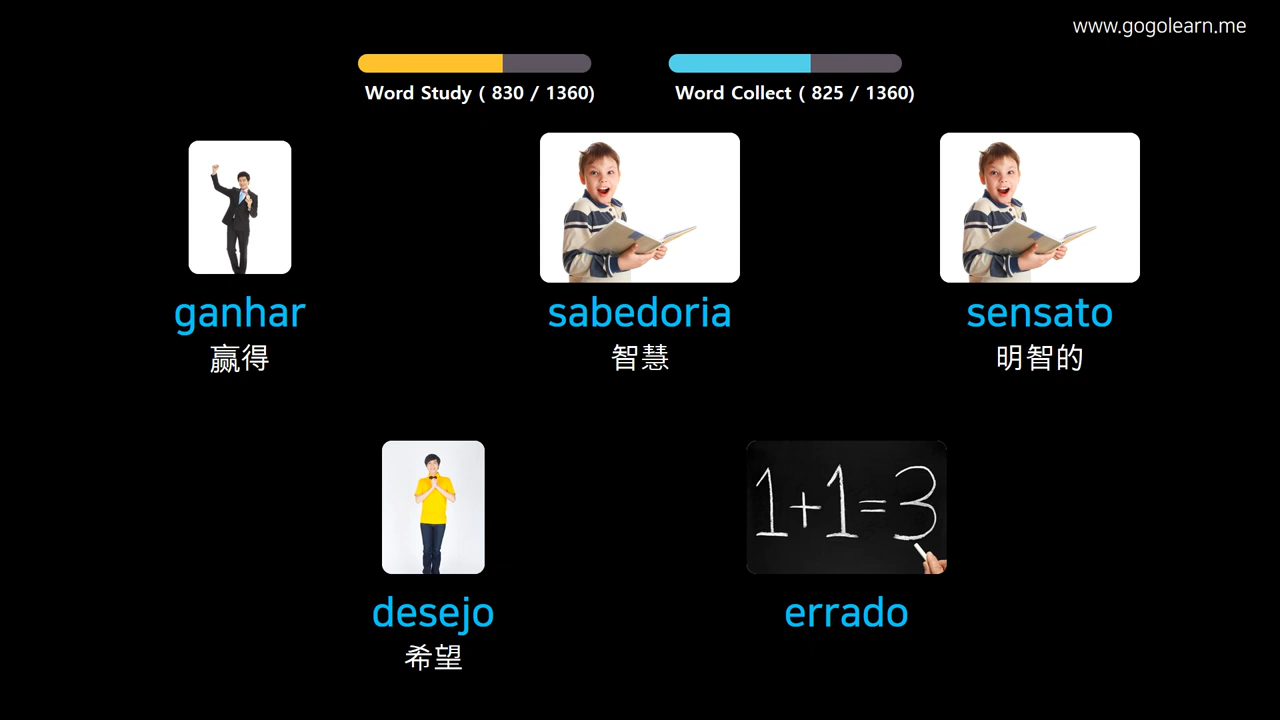 www.gogolearn.me
Word Study ( 830 / 1360)
Word Collect ( 825 / 1360)
ganhar
赢得
sabedoria
智慧
sensato
明智的
desejo
希望
1+1=3
errado